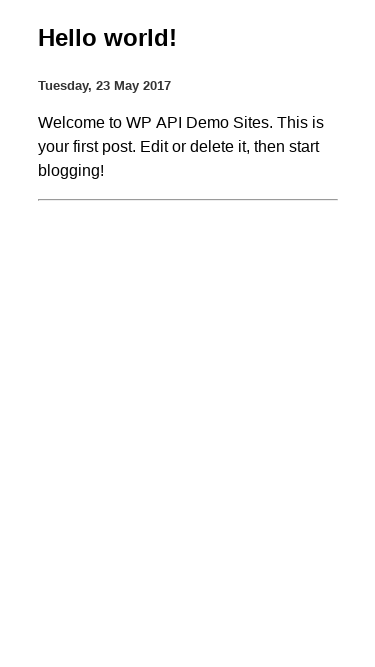 Hello world!
Tuesday, 23 May 2017
Welcome to WP API Demo Sites. This is
your first post. Edit or delete it, then start
blogging!